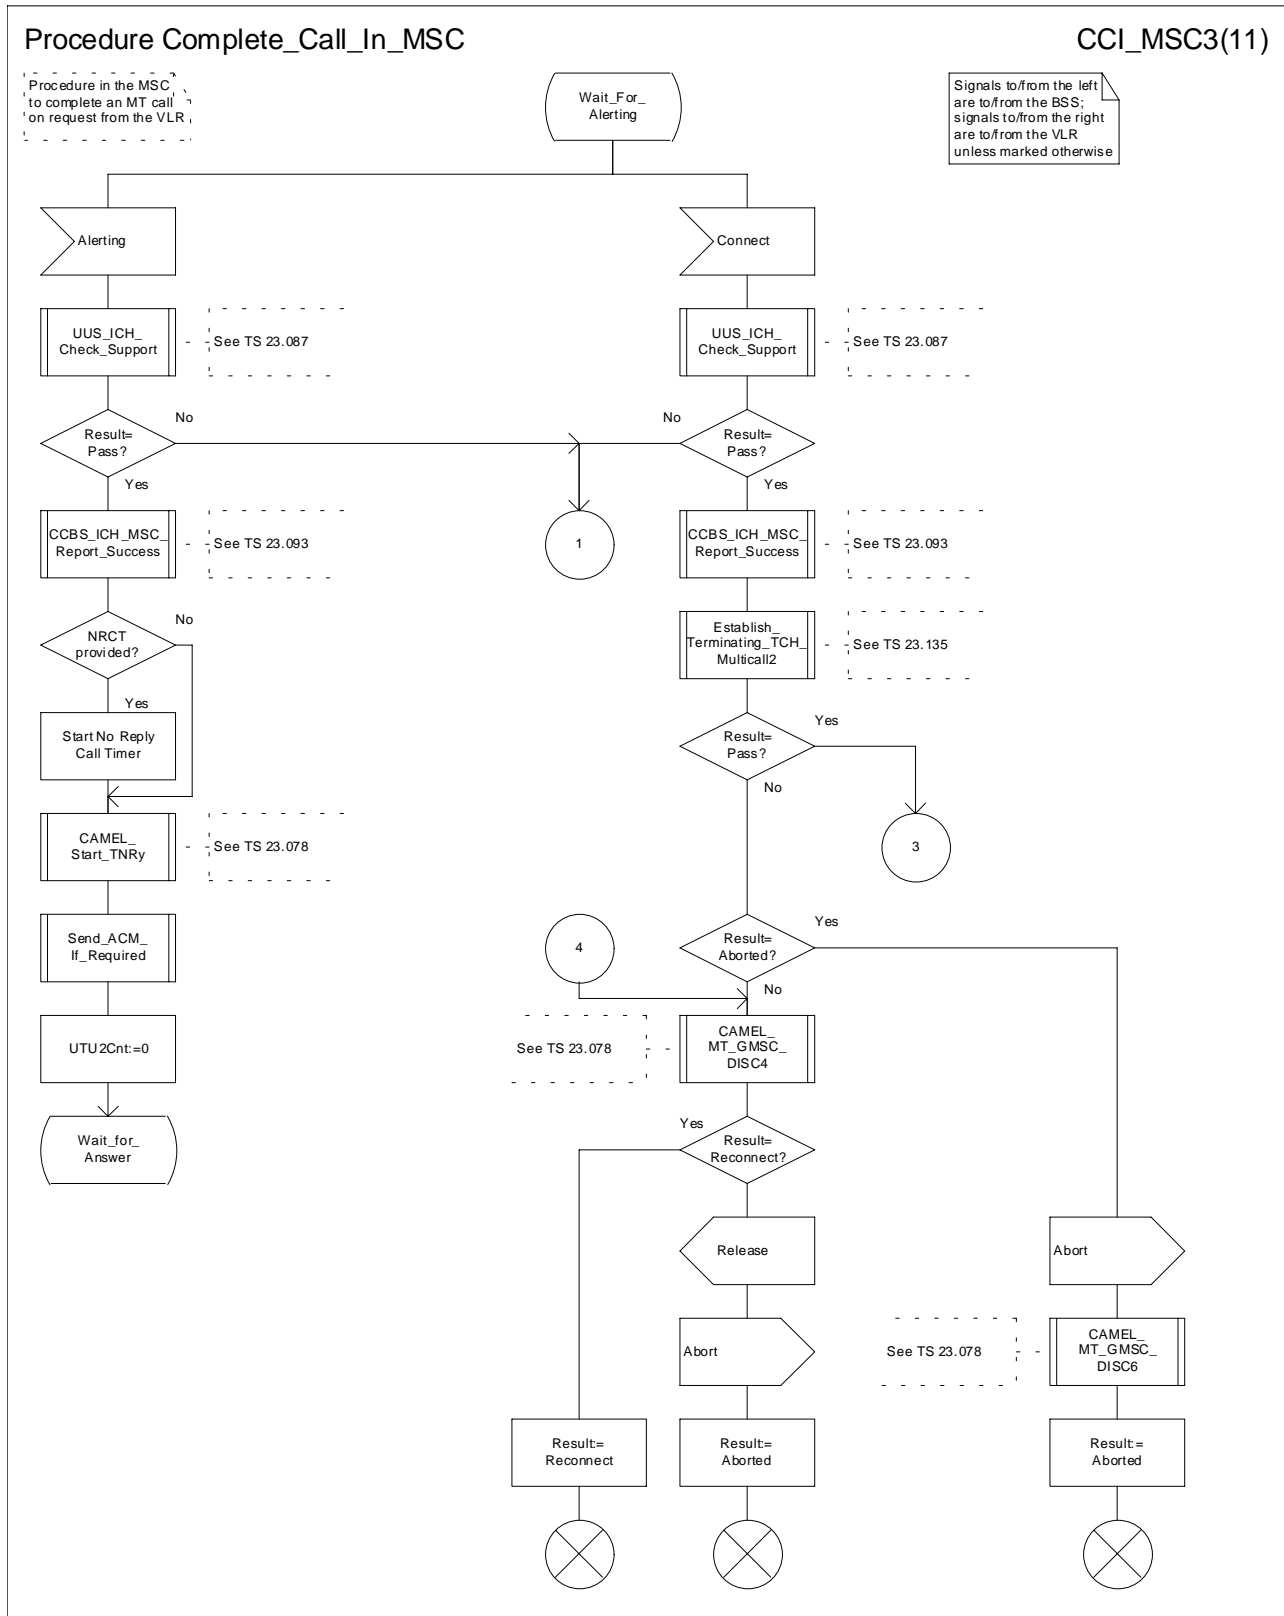 Procedure Complete_Call_In_MSC
CCI_MSC3(11)
Procedure in the MSC
to complete an MT call
on request from the VLR
Wait_For_
Alerting
Signals to/from the left
are to/from the BSS;
signals to/from the right
are to/from the VLR
unless marked otherwise
Alerting
Connect
UUS_ICH_
Check_Support
See TS 23.087
UUS_ICH_
Check_Support
See TS 23.087
Result=
Pass?
No
Yes
No
Result=
Pass?
Yes
CCBS_ICH_MSC_
Report_Success
See TS 23.093
1
CCBS_ICH_MSC_
Report_Success
See TS 23.093
NRCT
provided?
No
Yes
Establish_
Terminating_TCH_
Multicall2
See TS 23.135
Start No Reply
Call Timer
Result=
Pass?
Yes
No
CAMEL_
Start_TNRy
See TS 23.078
3
Send_ACM_
If_Required
4
Result=
Aborted?
Yes
No
UTU2Cnt:=0
See TS 23.078
CAMEL_
MT_GMSC_
DISC4
Wait_for_
Answer
Yes
Result=
Reconnect?
Release
Abort
Abort
See TS 23.078
CAMEL_
MT_GMSC_
DISC6
Result:=
Reconnect
Result:=
Aborted
Result:=
Aborted